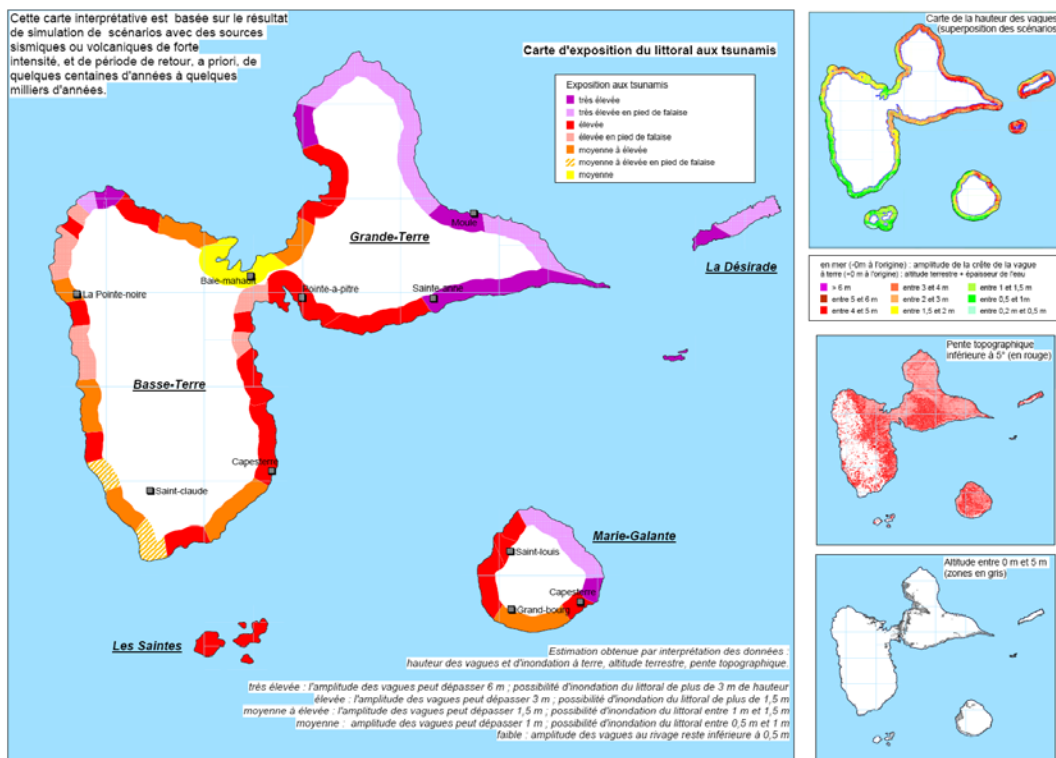 Cette carte interprétative est basée sur le résultat
de simulation de scénarios avec des sources
sismiques ou volcaniques de forte
intensité, et de période de retour, a priori, de
quelques centaines d'années à quelques
milliers d'années.
Carte d'exposition du littoral aux tsunamis
Exposition aux tsunamis
très élevée
très élevée en pied de falaise
élevée
élevée en pied de falaise
moyenne à élevée
moyenne à élevée en pied de falaise
moyenne
Moule
Grande-Terre
La Désirade
Baie-mahault
La Pointe-noire
Pointe-a-pitre
Sainte-anne
Basse-Terre
Capesterre
Saint-claude
Marie-Galante
Saint-louis
Capesterre
Grand-bourg
Les Saintes
Estimation obtenue par interprétation des données :
hauteur des vagues et d'inondation à terre, altitude terrestre, pente topographique.
très élevée : l'amplitude des vagues peut dépasser 6 m ; possibilité d'inondation du littoral de plus de 3 m de hauteur
élevée : l'amplitude des vagues peut dépasser 3 m ; possibilité d'inondation du littoral de plus de 1,5 m
moyenne à élevée : l'amplitude des vagues peut dépasser 1,5 m ; possibilité d'inondation du littoral entre 1 m et 1,5 m
moyenne : amplitude des vagues peut dépasser 1 m ; possibilité d'inondation du littoral entre 0,5 m et 1 m
faible : amplitude des vagues au rivage reste inférieure à 0,5 m
Carte de la hauteur des vagues
(superposition des scénarios
en mer (-0m à l'origine) : amplitude de la crête de la vague
à terre (+0 m à l'origine) : altitude terrestre + épaiseur de l'eau
> 6 m
entre 5 et 6 m
entre 4 et 5 m
entre 3 et 4 m
entre 2 et 3 m
entre 1,5 et 2 m
entre 1 et 1,5 m
entre 0,5 et 1m
entre 0,2 m et 0,5 m
Pente topographique
inférieure à 5° (en rouge)
Altitude entre 0 m et 5 m
(zones en gris)